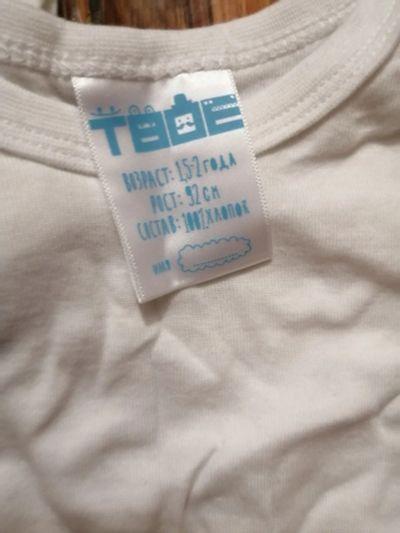 ТВОЕ
ВОЗРАСТ: 1,5-2 ГОДА
РОСТ: 92 СМ
СОСТАВ: 100% ХЛОПОК
ИМЯ